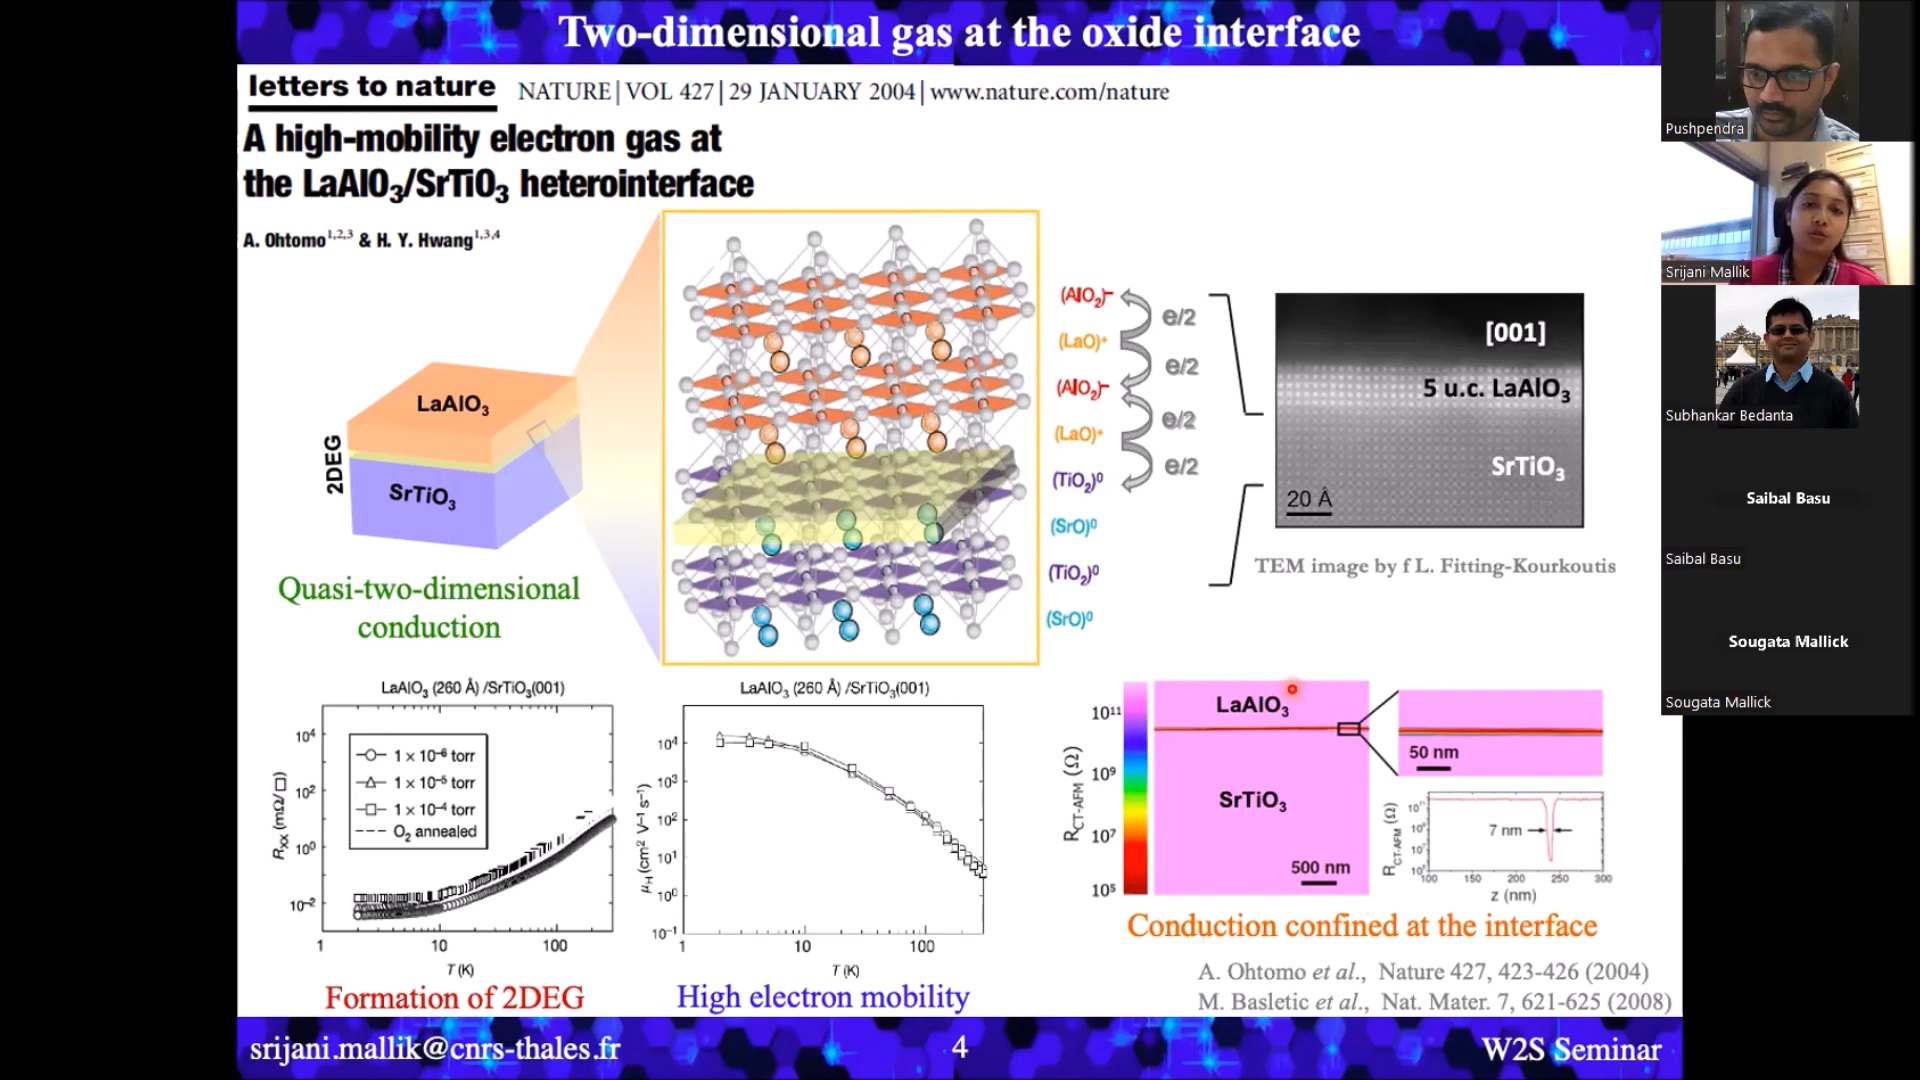 Two-dimensional gas at the oxide interface
letters to nature
NATURE | VOL 427 | 29 JANUARY 2004 | www.nature.com/nature
A high-mobility electron gas at
the LaAlO₃/SrTiO₃ heterointerface
A. Ohtomo¹,²,³ & H. Y. Hwang¹,³,⁴
LaAlO₃
2DEG
SrTiO₃
Quasi-two-dimensional
conduction
(AlO₂)⁻
(LaO)⁺
(AlO₂)⁻
(LaO)⁺
(TiO₂)⁰
(SrO)⁰
(TiO₂)⁰
(SrO)⁰
e/2
e/2
e/2
e/2
[001]
5 u.c. LaAlO₃
SrTiO₃
20 Å
TEM image by f L. Fitting-Kourkoutis
LaAlO₃ (260 Å) /SrTiO₃(001)
10⁴
10²
10⁰
10⁻²
R_XX (mΩ/□)
1 × 10⁻⁶ torr
1 × 10⁻⁵ torr
1 × 10⁻⁴ torr
O₂ annealed
1 10 100
T (K)
Formation of 2DEG
LaAlO₃ (260 Å) /SrTiO₃(001)
10⁴
10³
10²
10¹
10⁰
10⁻¹
μ_H (cm² V⁻¹ s⁻¹)
1 10 100
T (K)
High electron mobility
10¹¹
10⁹
10⁷
10⁵
R_CT-AFM (Ω)
LaAlO₃
SrTiO₃
500 nm
50 nm
R_CT-AFM (Ω)
10¹¹
10⁹
10⁷
10⁵
7 nm
100 150 200 250 300
z (nm)
Conduction confined at the interface
A. Ohtomo et al., Nature 427, 423-426 (2004)
M. Basletic et al., Nat. Mater. 7, 621-625 (2008)
srijani.mallik@cnrs-thales.fr
4
W2S Seminar
Pushpendra
Srijani Mallik
Subhankar Bedanta
Saibal Basu
Saibal Basu
Sougata Mallick
Sougata Mallick